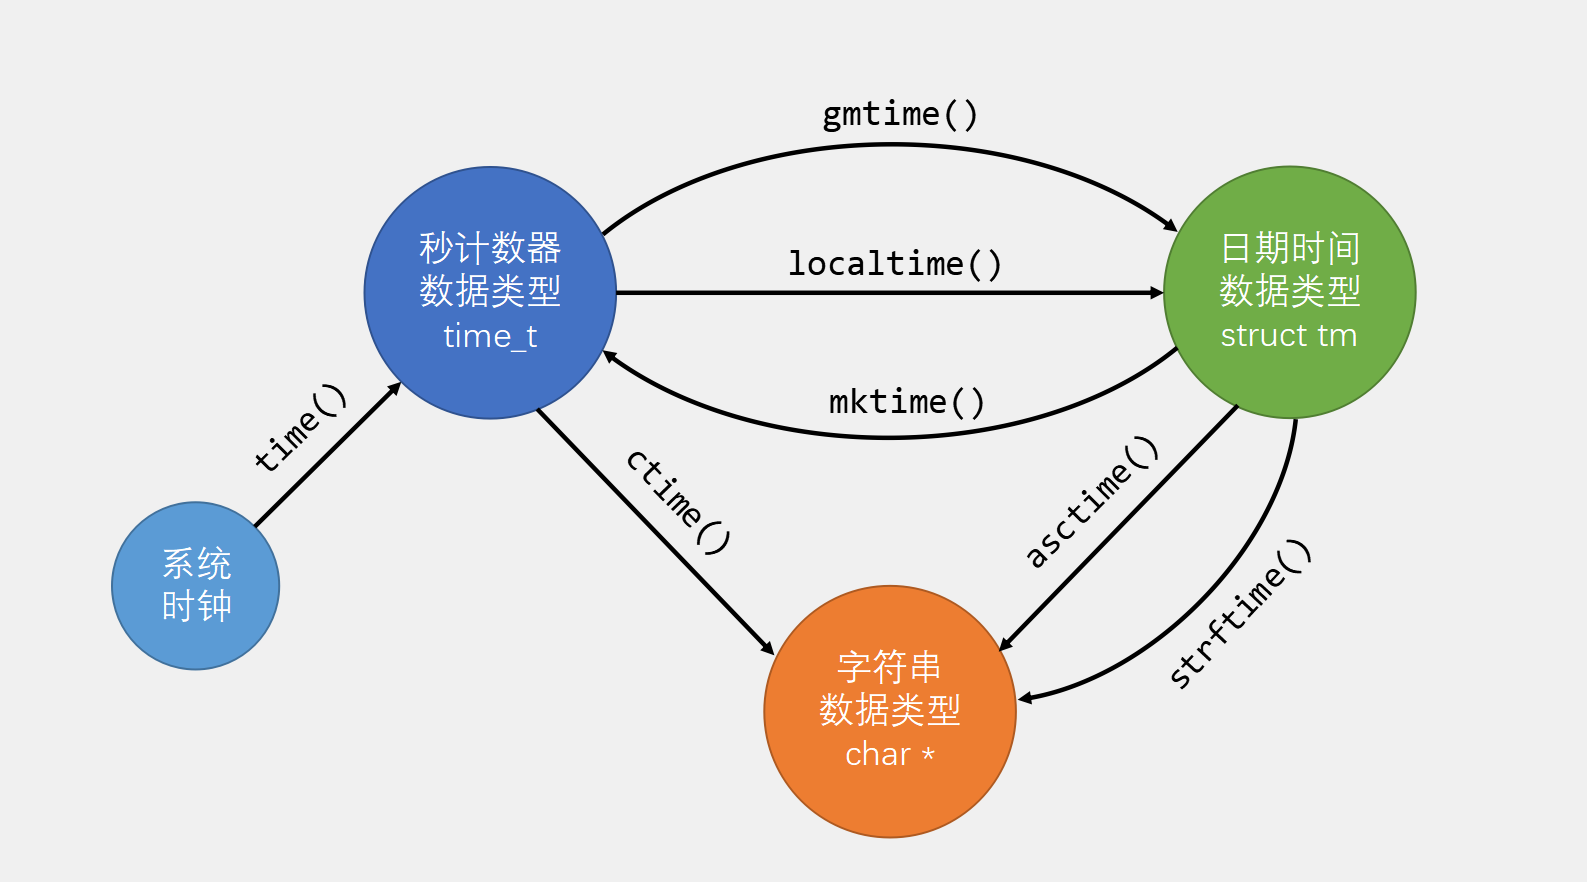 gmtime()
秒计数器
数据类型
time_t
localtime()
日期时间
数据类型
struct tm
mktime()
time()
ctime()
asctime()
strftime()
系统
时钟
字符串
数据类型
char *